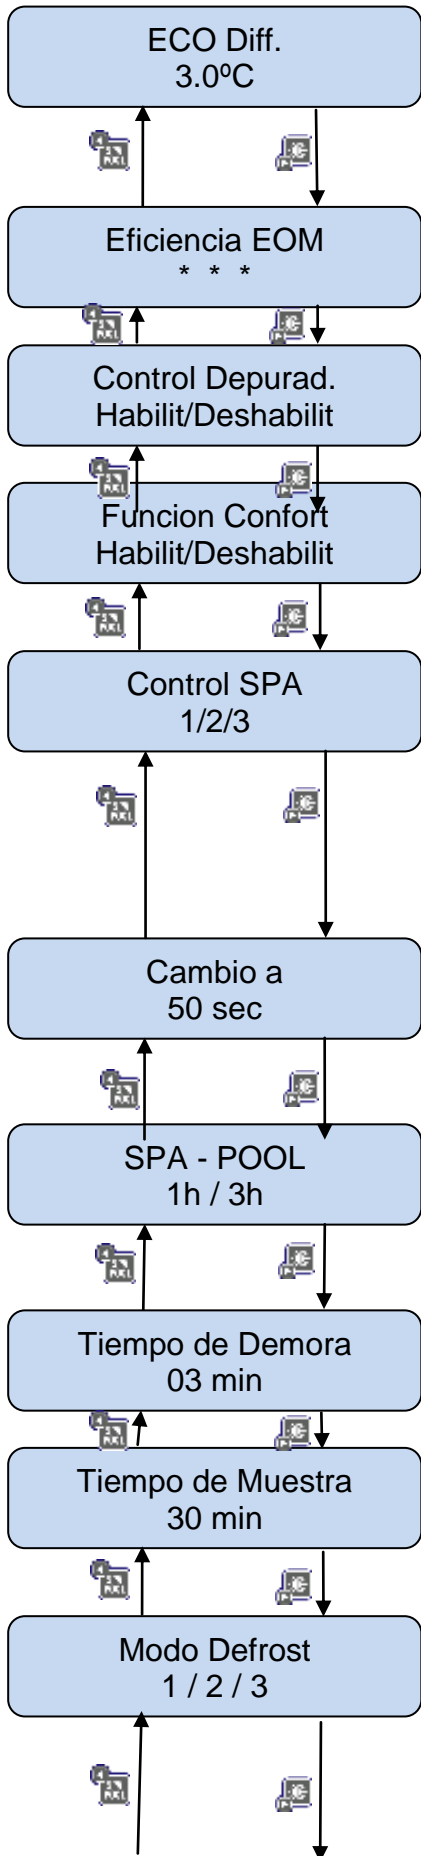 ECO Diff.
3.0ºC
Eficiencia EOM
* * *
Control Depurad.
Habilit/Deshabilit
Funcion Confort
Habilit/Deshabilit
Control SPA
1/2/3
Cambio a
50 sec
SPA - POOL
1h / 3h
Tiempo de Demora
03 min
Tiempo de Muestra
30 min
Modo Defrost
1 / 2 / 3